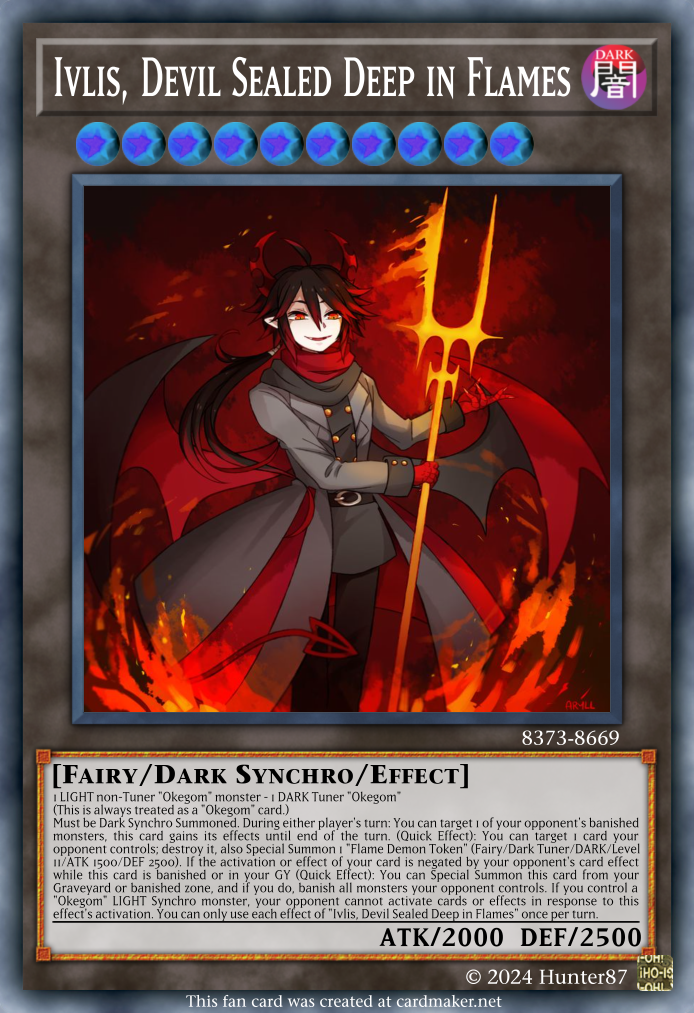 Ivlis, Devil Sealed Deep in Flames
DARK
闇
8373-8669
[Fairy/Dark Synchro/Effect]
1 LIGHT non-Tuner "Okegom" monster - 1 DARK Tuner "Okegom"
(This is always treated as a "Okegom" card.)
Must be Dark Synchro Summoned. During either player's turn: You can target 1 of your opponent's banished
monsters, this card gains its effects until end of the turn. (Quick Effect): You can target 1 card your
opponent controls; destroy it, also Special Summon 1 "Flame Demon Token" (Fairy/Dark Tuner/DARK/Level
11/ATK 1500/DEF 2500). If the activation or effect of your card is negated by your opponent's card effect
while this card is banished or in your GY (Quick Effect): You can Special Summon this card from your
Graveyard or banished zone, and if you do, banish all monsters your opponent controls. If you control a
"Okegom" LIGHT Synchro monster, your opponent cannot activate cards or effects in response to this
effect's activation. You can only use each effect of "Ivlis, Devil Sealed Deep in Flames" once per turn.
ATK/2000 DEF/2500
© 2024 Hunter87
This fan card was created at cardmaker.net